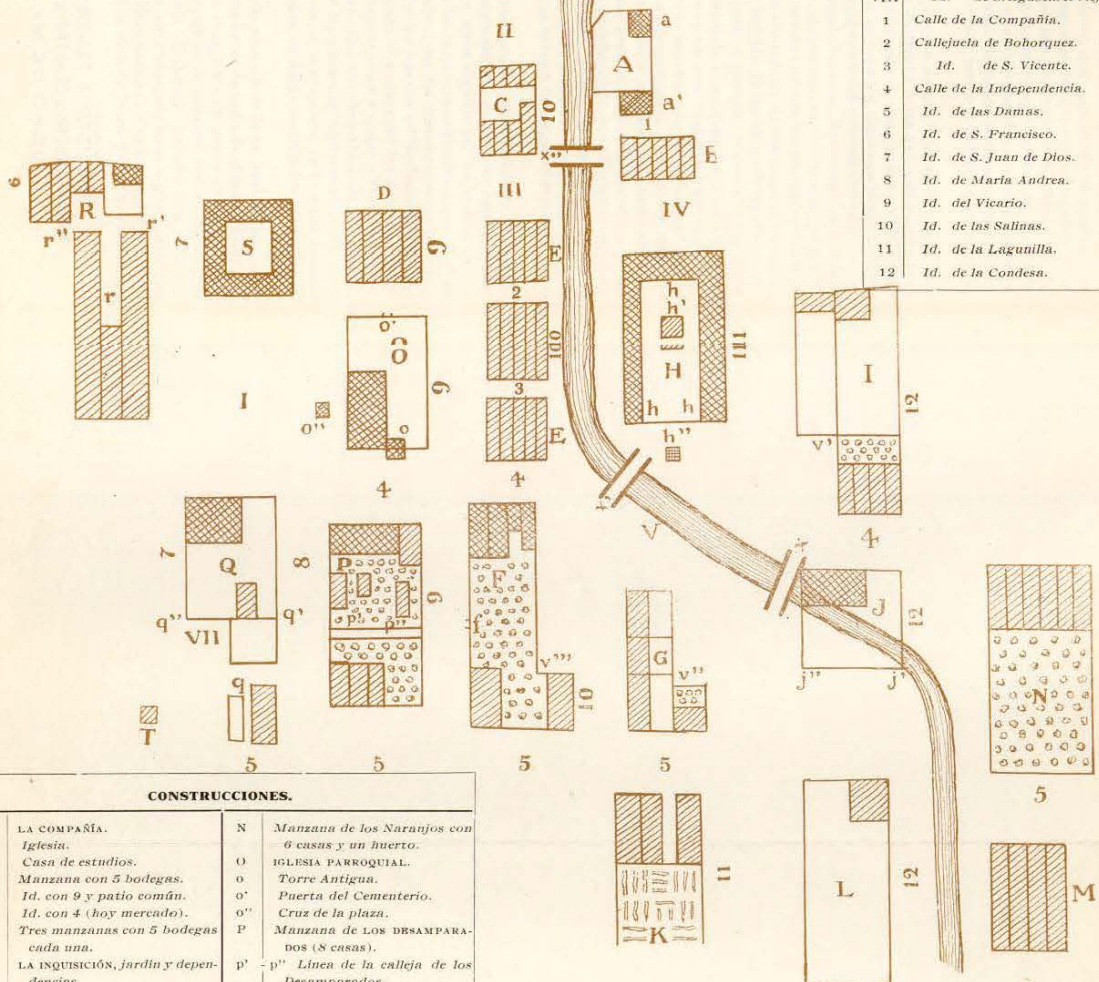 II
a
A
C
10
a'
1
x''
E
III
IV
6
R
r'
r''
7
S
D
9
E
2
h
h'
III
H
h
h
h''
r
I
o'
O
9
o''
o
3
E
4
4
I
12
v'
4
x'
V
x
7
Q
8
q''
q'
VII
P
9
p'
p''
F
f
v'''
10
G
v''
J
12
j''
j'
N
T
q
5
5
5
5
5
11
K
L
12
M
1 Calle de la Compañía.
2 Callejuela de Bohorquez.
3 Id. de S. Vicente.
4 Calle de la Independencia.
5 Id. de las Damas.
6 Id. de S. Francisco.
7 Id. de S. Juan de Dios.
8 Id. de María Andrea.
9 Id. del Vicario.
10 Id. de las Salinas.
11 Id. de la Lagunilla.
12 Id. de la Condesa.
CONSTRUCCIONES.
LA COMPAÑÍA.
Iglesia.
Casa de estudios.
Manzana con 5 bodegas.
Id. con 9 y patio común.
Id. con 4 (hoy mercado).
Tres manzanas con 5 bodegas
cada una.
LA INQUISICIÓN, jardín y depen-
dencias.
N Manzana de los Naranjos con
6 casas y un huerto.
O IGLESIA PARROQUIAL.
o Torre Antigua.
o' Puerta del Cementerio.
o'' Cruz de la plaza.
P Manzana de LOS DESAMPARA-
DOS (8 casas).
p' - p'' Línea de la calleja de los
Desamparados.